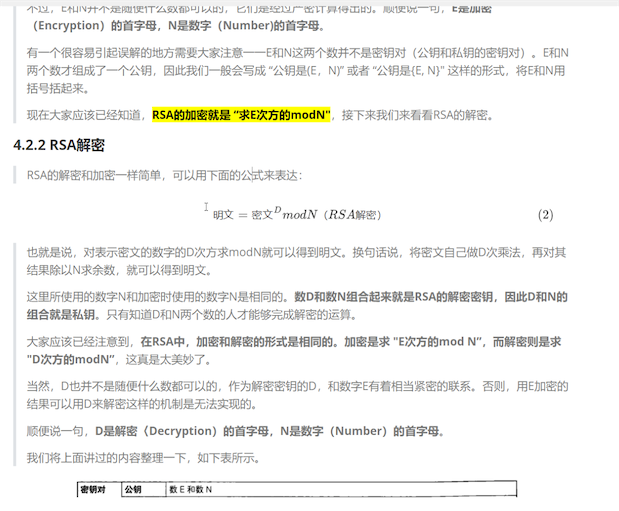 不过，E和N并不是随便什么数都可以的，它们是经过严密计算得出的。顺便说一句，E是加密
（Encryption）的首字母，N是数字（Number)的首字母。
有一个很容易引起误解的地方需要大家注意一一E和N这两个数并不是密钥对（公钥和私钥的密钥对）。E和N
两个数才组成了一个公钥，因此我们一般会写成 “公钥是(E，N)” 或者 “公钥是{E, N}” 这样的形式，将E和N用
括号括起来。
现在大家应该已经知道，RSA的加密就是 “求E次方的modN"，接下来我们来看看RSA的解密。
4.2.2 RSA解密
RSA的解密和加密一样简单，可以用下面的公式来表达：
明文 = 密文^D modN（RSA解密） (2)
也就是说，对表示密文的数字的D次方求modN就可以得到明文。换句话说，将密文自己做D次乘法，再对其
结果除以N求余数，就可以得到明文。
这里所使用的数字N和加密时使用的数字N是相同的。数D和数N组合起来就是RSA的解密密钥，因此D和N的
组合就是私钥。只有知道D和N两个数的人才能够完成解密的运算。
大家应该已经注意到，在RSA中，加密和解密的形式是相同的。加密是求 "E次方的mod N”，而解密则是求
"D次方的modN”，这真是太美妙了。
当然，D也并不是随便什么数都可以的，作为解密密钥的D，和数字E有着相当紧密的联系。否则，用E加密的
结果可以用D来解密这样的机制是无法实现的。
顺便说一句，D是解密〈Decryption）的首字母，N是数字（Number）的首字母。
我们将上面讲过的内容整理一下，如下表所示。
密钥对 公钥 数 E 和数 N